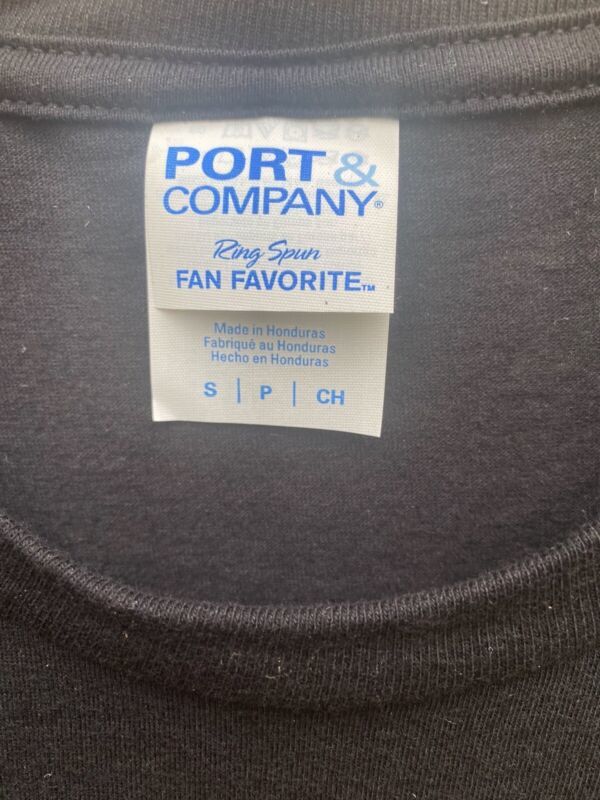 PORT &
COMPANY®
Ring Spun
FAN FAVORITE™
Made in Honduras
Fabriqué au Honduras
Hecho en Honduras
S | P | CH